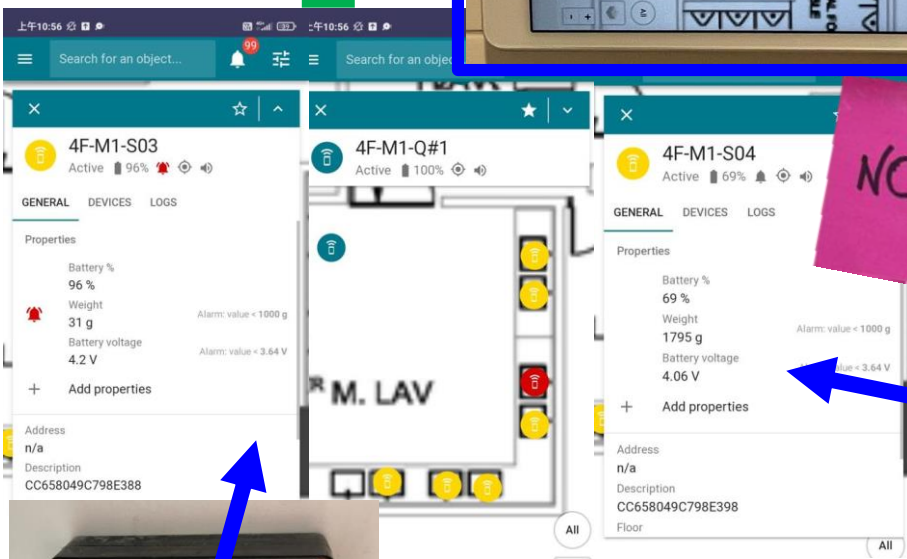 上午10:56
39
Search for an object...
99
4F-M1-S03
Active 96%
GENERAL DEVICES LOGS
Properties
Battery %
96 %
Weight
31 g
Alarm: value < 1000 g
Battery voltage
4.2 V
Alarm: value < 3.64 V
+ Add properties
Address
n/a
Description
CC658049C798E388
上午10:56
Search for an objec
4F-M1-Q#1
Active 100%
M. LAV
All
4F-M1-S04
Active 69%
GENERAL DEVICES LOGS
Properties
Battery %
69 %
Weight
1795 g
Alarm: value < 1000 g
Battery voltage
4.06 V
alue < 3.64 V
+ Add properties
Address
n/a
Description
CC658049C798E398
Floor
All
NO